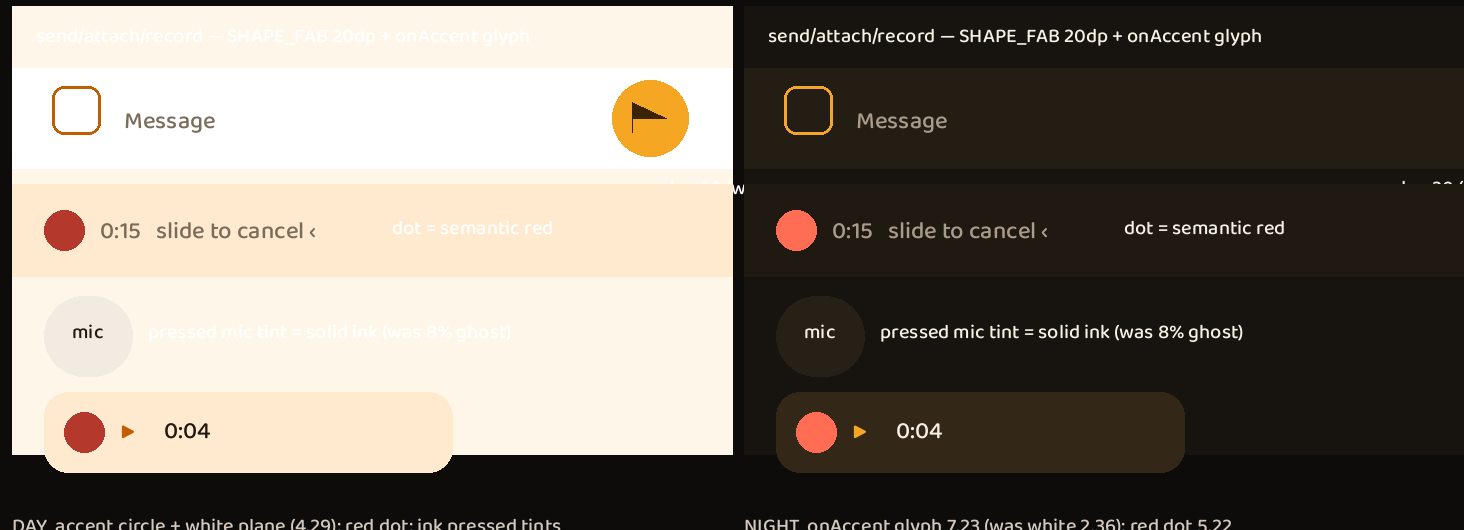 send/attach/record — SHAPE_FAB 20dp + onAccent glyph
Message
0:15 slide to cancel ‹
dot = semantic red
mic
pressed mic tint = solid ink (was 8% ghost)
0:04
DAY accent circle + white plane (4.29); red dot; ink pressed tints
send/attach/record — SHAPE_FAB 20dp + onAccent glyph
Message
0:15 slide to cancel ‹
dot = semantic red
mic
pressed mic tint = solid ink (was 8% ghost)
0:04
NIGHT onAccent glyph 7.23 (was white 2.36); red dot 5.22